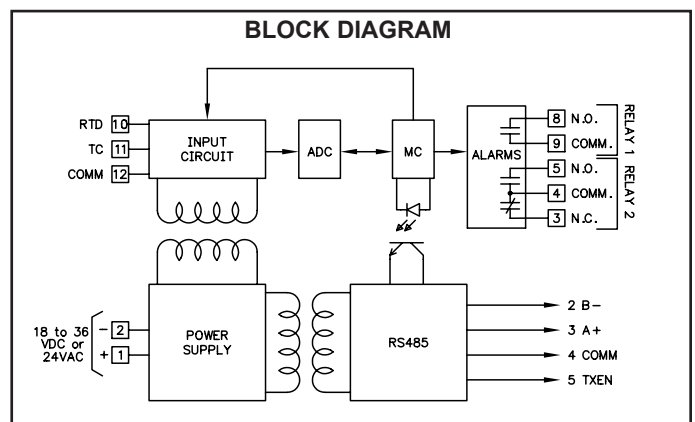 BLOCK DIAGRAM
RTD 10
TC 11
COMM 12
INPUT
CIRCUIT
ADC
MC
ALARMS
8 N.O.
9 COMM.
RELAY 1
5 N.O.
4 COMM.
3 N.C.
RELAY 2
18 to 36
VDC or
24VAC
- 2
+ 1
POWER
SUPPLY
RS485
2 B-
3 A+
4 COMM
5 TXEN